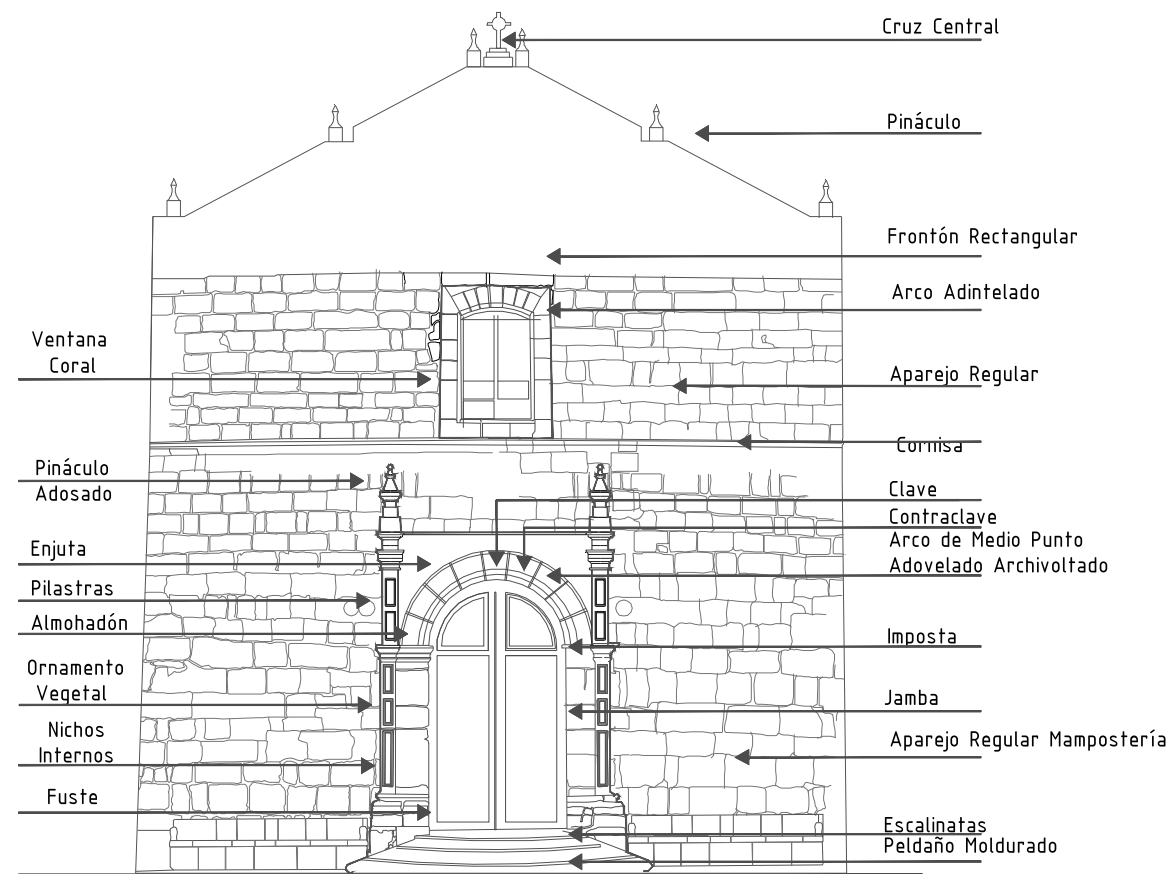 Cruz Central
Pináculo
Frontón Rectangular
Arco Adintelado
Ventana
Coral
Aparejo Regular
Cornisa
Pináculo
Adosado
Clave
Contraclave
Arco de Medio Punto
Adovelado Archivoltado
Enjuta
Pilastras
Almohadón
Imposta
Ornamento
Vegetal
Jamba
Nichos
Internos
Aparejo Regular Mampostería
Fuste
Escalinatas
Peldaño Moldurado